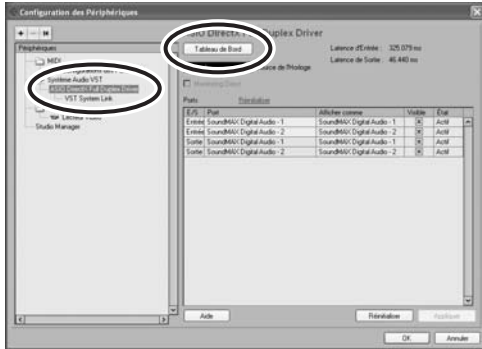 Configuration des Périphériques
ASIO DirectX Full Duplex Driver
Tableau de Bord
Latence d'Entrée : 325.079 ms
Latence de Sortie : 46.440 ms
Périphériques
MIDI
Système Audio VST
ASIO DirectX Full Duplex Driver
VST System Link
Studio Manager
Ports
Réinitialiser
E/S Port Afficher comme Visible État
Entrée SoundMAX Digital Audio - 1 SoundMAX Digital Audio - 1 Actif
Entrée SoundMAX Digital Audio - 2 SoundMAX Digital Audio - 2 Actif
Sortie SoundMAX Digital Audio - 1 SoundMAX Digital Audio - 1 Actif
Sortie SoundMAX Digital Audio - 2 SoundMAX Digital Audio - 2 Actif
Aide
Réinitialiser
Appliquer
OK
Annuler